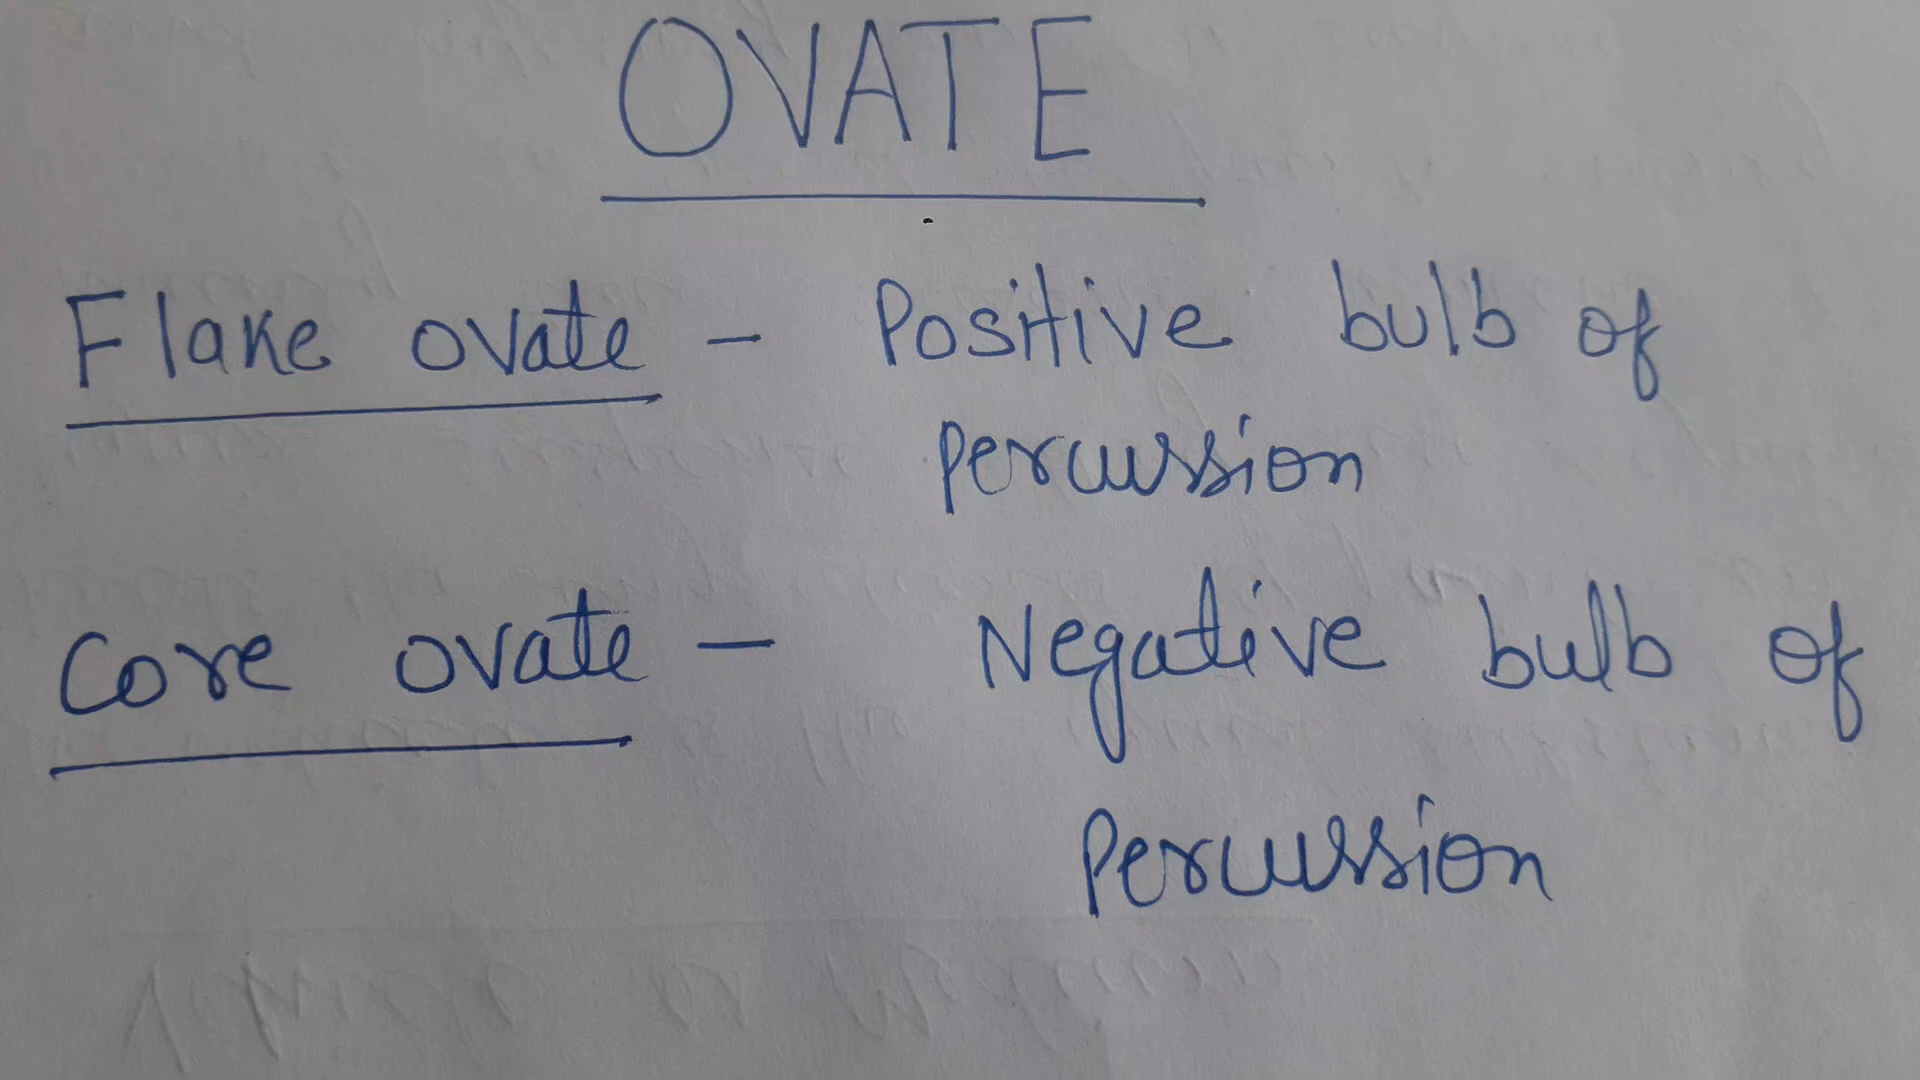 OVATE
Flake ovate - Positive bulb of
percussion
Core ovate - Negative bulb of
Percussion